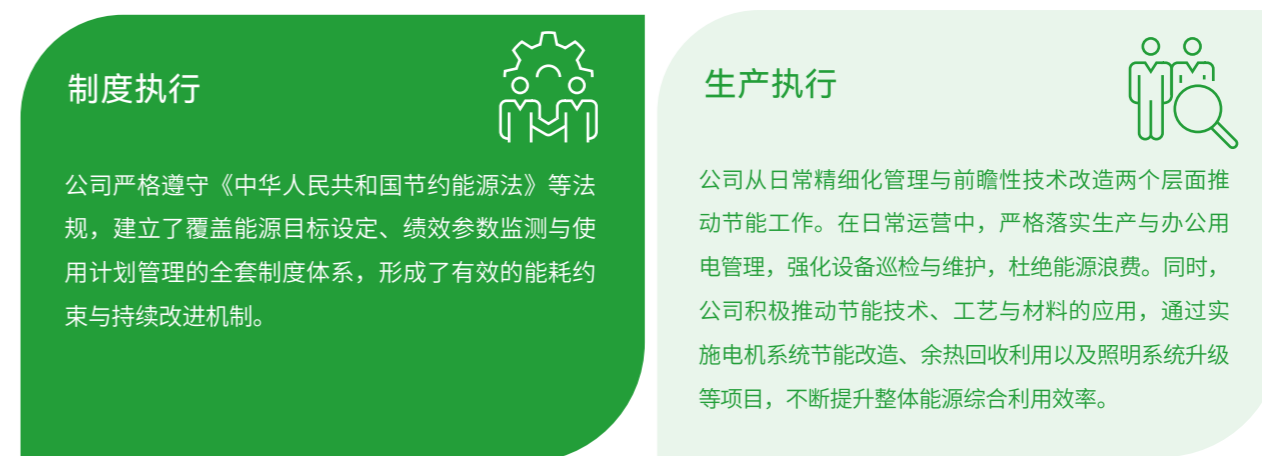 制度执行
公司严格遵守《中华人民共和国节约能源法》等法
规，建立了覆盖能源目标设定、绩效参数监测与使
用计划管理的全套制度体系，形成了有效的能耗约
束与持续改进机制。
生产执行
公司从日常精细化管理与前瞻性技术改造两个层面推
动节能工作。在日常运营中，严格落实生产与办公用
电管理，强化设备巡检与维护，杜绝能源浪费。同时，
公司积极推动节能技术、工艺与材料的应用，通过实
施电机系统节能改造、余热回收利用以及照明系统升级
等项目，不断提升整体能源综合利用效率。